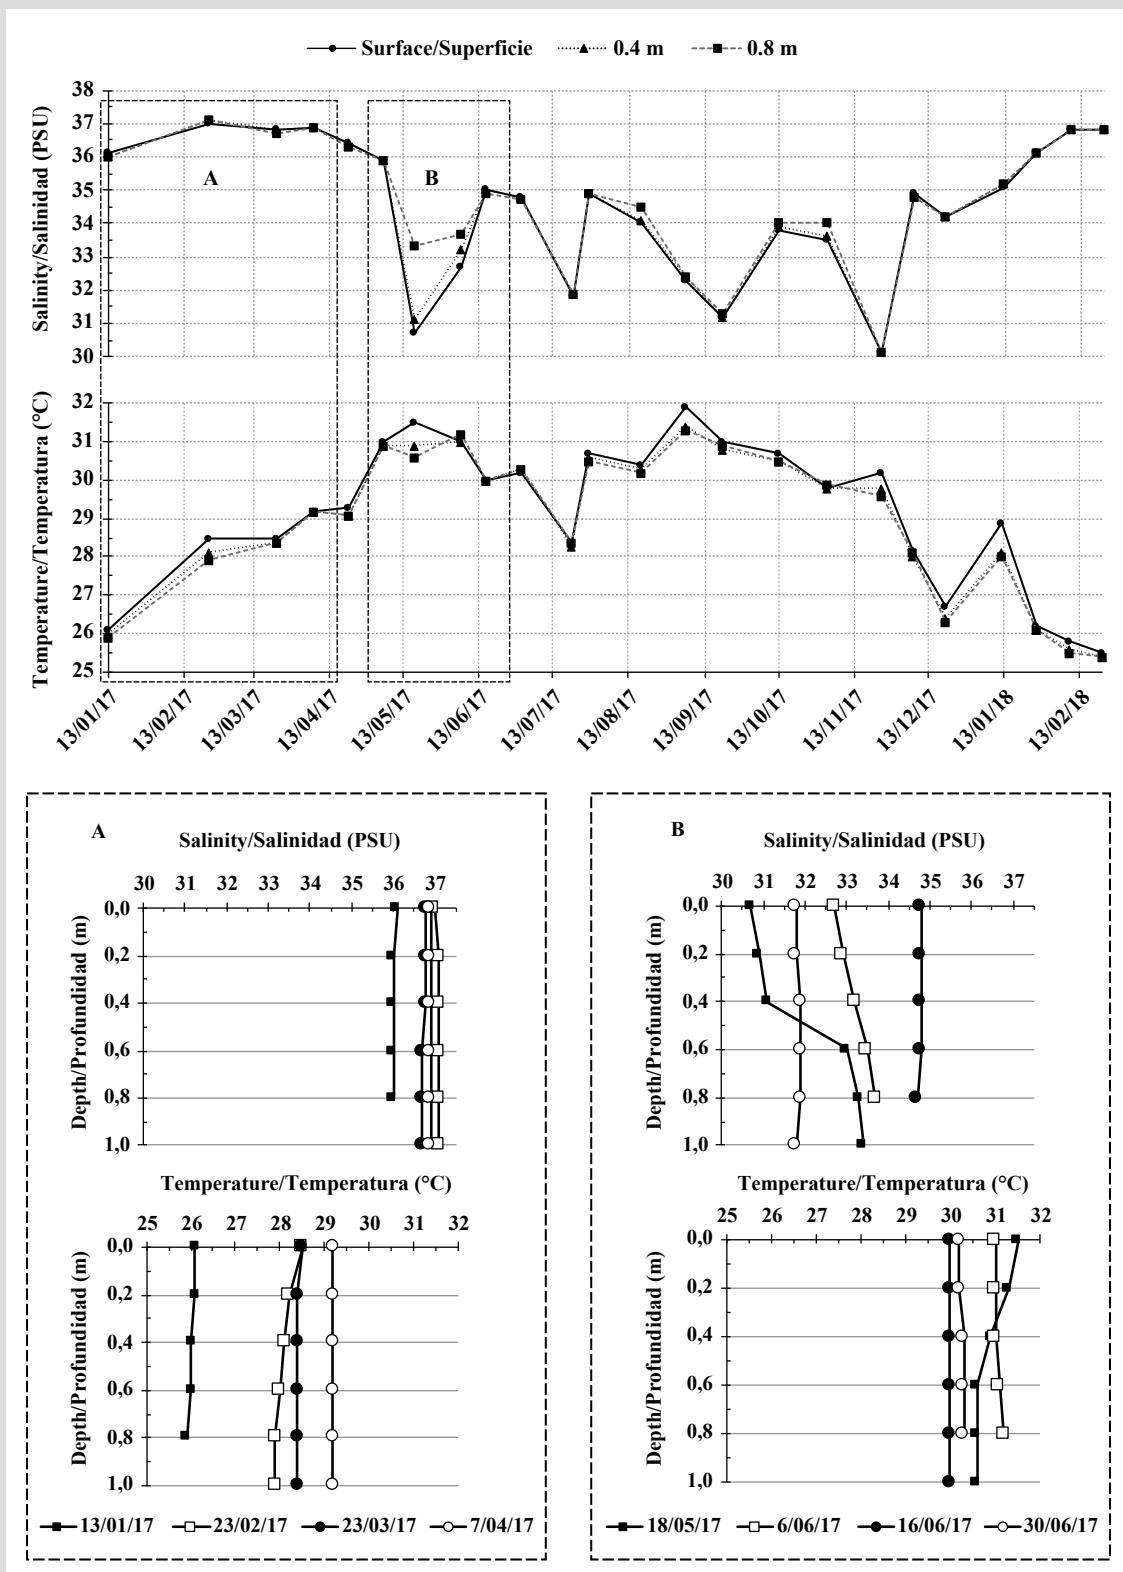 Surface/Superficie 0.4 m 0.8 m
Salinity/Salinidad (PSU)
38
37
36
35
34
33
32
31
30
A B
Temperature/Temperatura (°C)
32
31
30
29
28
27
26
25
13/01/17 13/02/17 13/03/17 13/04/17 13/05/17 13/06/17 13/07/17 13/08/17 13/09/17 13/10/17 13/11/17 13/12/17 13/01/18 13/02/18
A
Salinity/Salinidad (PSU)
30 31 32 33 34 35 36 37
Depth/Profundidad (m)
0,0
0,2
0,4
0,6
0,8
1,0
Temperature/Temperatura (°C)
25 26 27 28 29 30 31 32
Depth/Profundidad (m)
0,0
0,2
0,4
0,6
0,8
1,0
13/01/17 23/02/17 23/03/17 7/04/17
B
Salinity/Salinidad (PSU)
30 31 32 33 34 35 36 37
Depth/Profundidad (m)
0,0
0,2
0,4
0,6
0,8
1,0
Temperature/Temperatura (°C)
25 26 27 28 29 30 31 32
Depth/Profundidad (m)
0,0
0,2
0,4
0,6
0,8
1,0
18/05/17 6/06/17 16/06/17 30/06/17